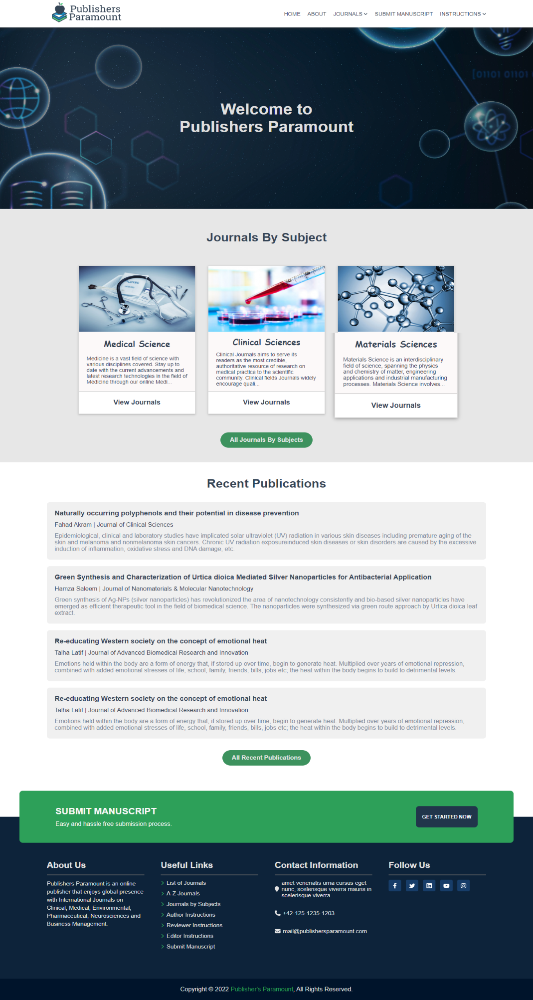 Publishers
Paramount
HOME ABOUT JOURNALS SUBMIT MANUSCRIPT INSTRUCTIONS
[01101 01101
Welcome to
Publishers Paramount
Journals By Subject
GLOVES
Medical Science
Medicine is a vast field of science with
various disciplines covered. Stay up to
date with the current advancements and
latest research technologies in the field of
Medicine through our online Medi...
View Journals
Clinical Sciences
Clinical Journals aims to serve its
readers as the most credible,
authoritative resource of research on
medical practice to the scientific
community. Clinical fields Journals widely
encourage quali...
View Journals
Materials Sciences
Materials Science is an interdisciplinary
field of science, spanning the physics
and chemistry of matter, engineering
applications and industrial manufacturing
processes. Materials Science involves...
View Journals
All Journals By Subjects
Recent Publications
Naturally occurring polyphenols and their potential in disease prevention
Fahad Akram | Journal of Clinical Sciences
Epidemiological, clinical and laboratory studies have implicated solar ultraviolet (UV) radiation in various skin diseases including premature aging of the
skin and melanoma and nonmelanoma skin cancers. Chronic UV radiation exposureinduced skin diseases or skin disorders are caused by the excessive
induction of inflammation, oxidative stress and DNA damage, etc.
Green Synthesis and Characterization of Urtica dioica Mediated Silver Nanoparticles for Antibacterial Application
Hamza Saleem | Journal of Nanomaterials & Molecular Nanotechnology
Green synthesis of Ag-NPs (silver nanoparticles) has revolutionized the area of nanotechnology consistently and bio-based silver nanoparticles have
emerged as efficient therapeutic tool in the field of biomedical science. The nanoparticles were synthesized via green route approach by Urtica dioica leaf
extract.
Re-educating Western society on the concept of emotional heat
Talha Latif | Journal of Advanced Biomedical Research and Innovation
Emotions held within the body are a form of energy that, if stored up over time, begin to generate heat. Multiplied over years of emotional repression,
combined with added emotional stresses of life, school, family, friends, bills, jobs etc; the heat within the body begins to build to detrimental levels.
Re-educating Western society on the concept of emotional heat
Talha Latif | Journal of Advanced Biomedical Research and Innovation
Emotions held within the body are a form of energy that, if stored up over time, begin to generate heat. Multiplied over years of emotional repression,
combined with added emotional stresses of life, school, family, friends, bills, jobs etc; the heat within the body begins to build to detrimental levels.
All Recent Publications
SUBMIT MANUSCRIPT
Easy and hassle free submission process.
GET STARTED NOW
About Us
Publishers Paramount is an online
publisher that enjoys global presence
with International Journals on
Clinical, Medical, Environmental,
Pharmaceutical, Neurosciences and
Business Management.
Useful Links
List of Journals
A-Z Journals
Journals by Subjects
Author Instructions
Reviewer Instructions
Editor Instructions
Submit Manuscript
Contact Information
amet venenatis urna cursus eget
nunc, scelerisque viverra mauris in
scelerisque viverra
+42-125-1235-1203
mail@publishersparamount.com
Follow Us
Copyright © 2022 Publisher's Paramount, All Rights Reserved.